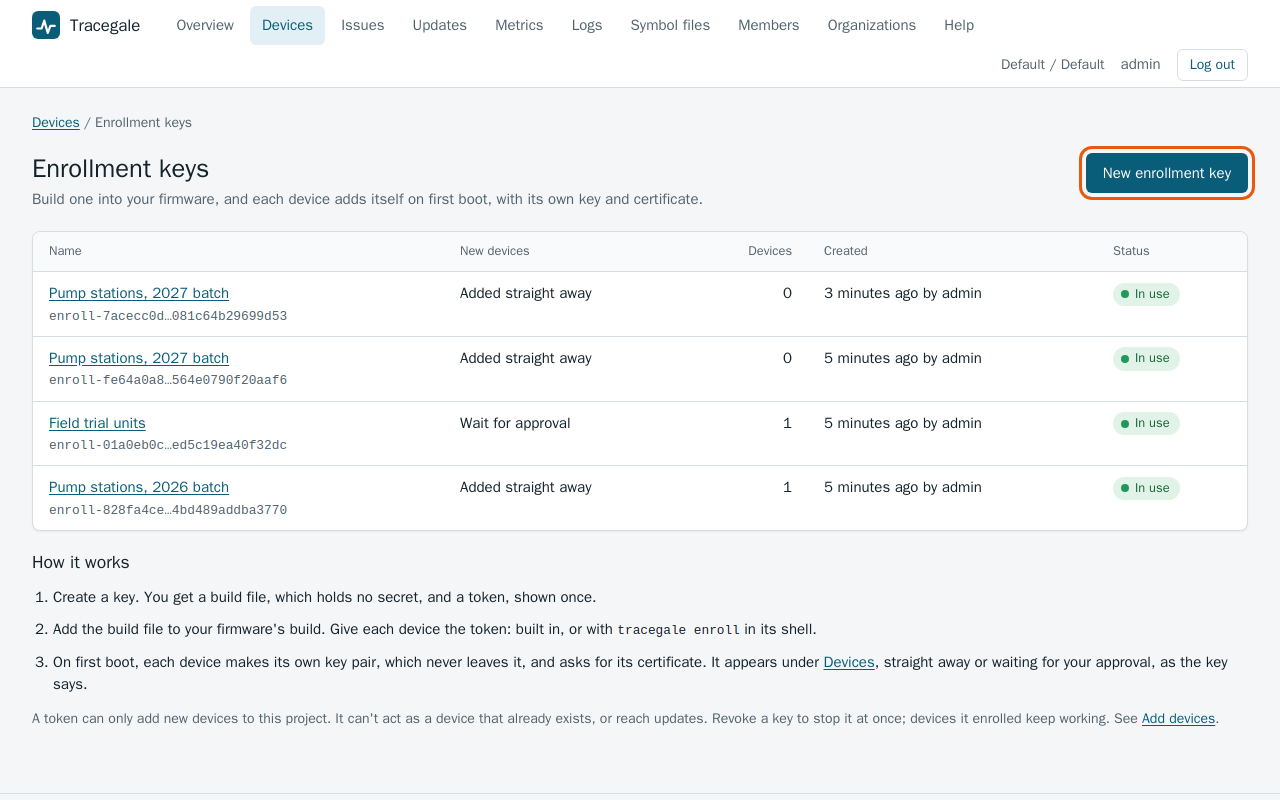 Tracegale
Overview
Devices
Issues
Updates
Metrics
Logs
Symbol files
Members
Organizations
Help
Default / Default
admin
Log out
Devices / Enrollment keys
Enrollment keys
New enrollment key
Build one into your firmware, and each device adds itself on first boot, with its own key and certificate.
Name New devices Devices Created Status
Pump stations, 2027 batch Added straight away 0 3 minutes ago by admin In use
enroll-7acecc0d…081c64b29699d53
Pump stations, 2027 batch Added straight away 0 5 minutes ago by admin In use
enroll-fe64a0a8…564e0790f20aaf6
Field trial units Wait for approval 1 5 minutes ago by admin In use
enroll-01a0eb0c…ed5c19ea40f32dc
Pump stations, 2026 batch Added straight away 1 5 minutes ago by admin In use
enroll-828fa4ce…4bd489addba3770
How it works
1. Create a key. You get a build file, which holds no secret, and a token, shown once.
2. Add the build file to your firmware's build. Give each device the token: built in, or with tracegale enroll in its shell.
3. On first boot, each device makes its own key pair, which never leaves it, and asks for its certificate. It appears under Devices, straight away or waiting for your approval, as the key
says.
A token can only add new devices to this project. It can't act as a device that already exists, or reach updates. Revoke a key to stop it at once; devices it enrolled keep working. See Add devices.